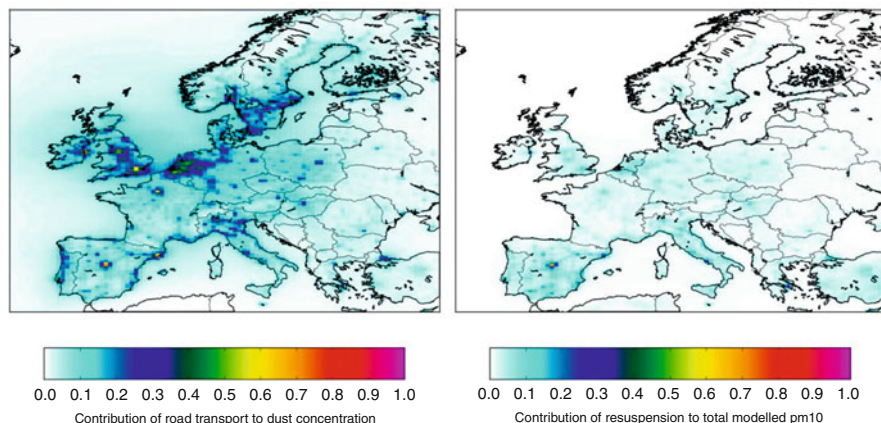 0.0 0.1 0.2 0.3 0.4 0.5 0.6 0.7 0.8 0.9 1.0
Contribution of road transport to dust concentration
0.0 0.1 0.2 0.3 0.4 0.5 0.6 0.7 0.8 0.9 1.0
Contribution of resuspension to total modelled pm10